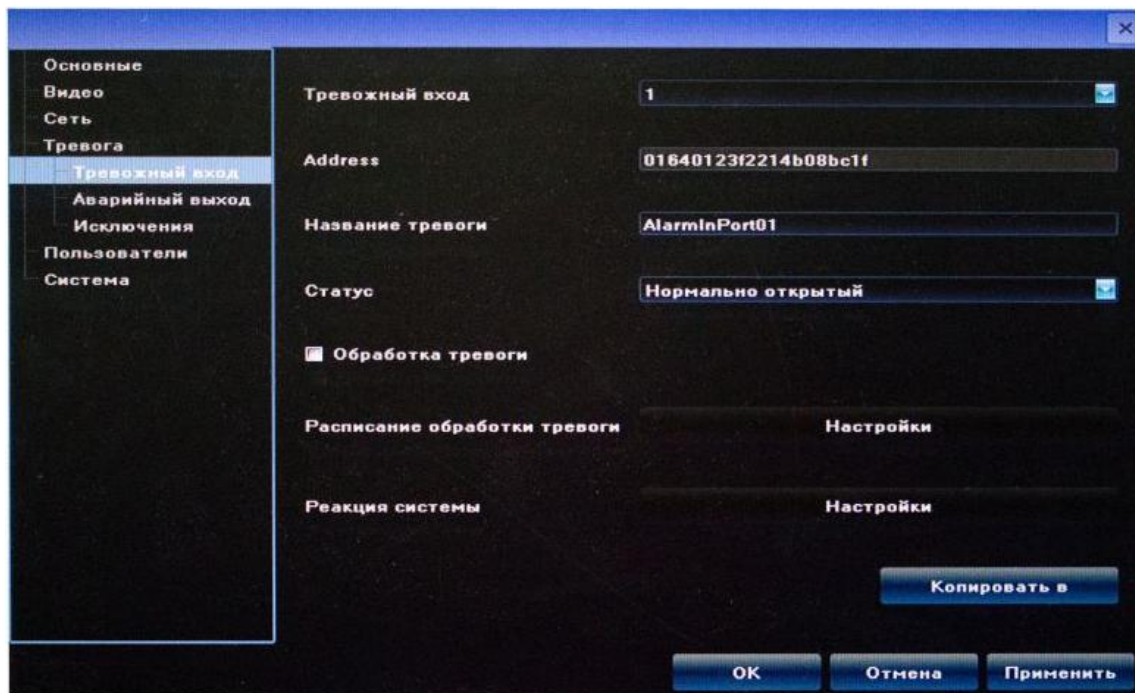 Основные
Видео
Сеть
Тревога
Тревожный вход
Аварийный выход
Исключения
Пользователи
Система
Тревожный вход 1
Address 01640123f2214b08bc1f
Название тревоги AlarmInPort01
Статус Нормально открытый
Обработка тревоги
Расписание обработки тревоги Настройки
Реакция системы Настройки
Копировать в
ОК Отмена Применить